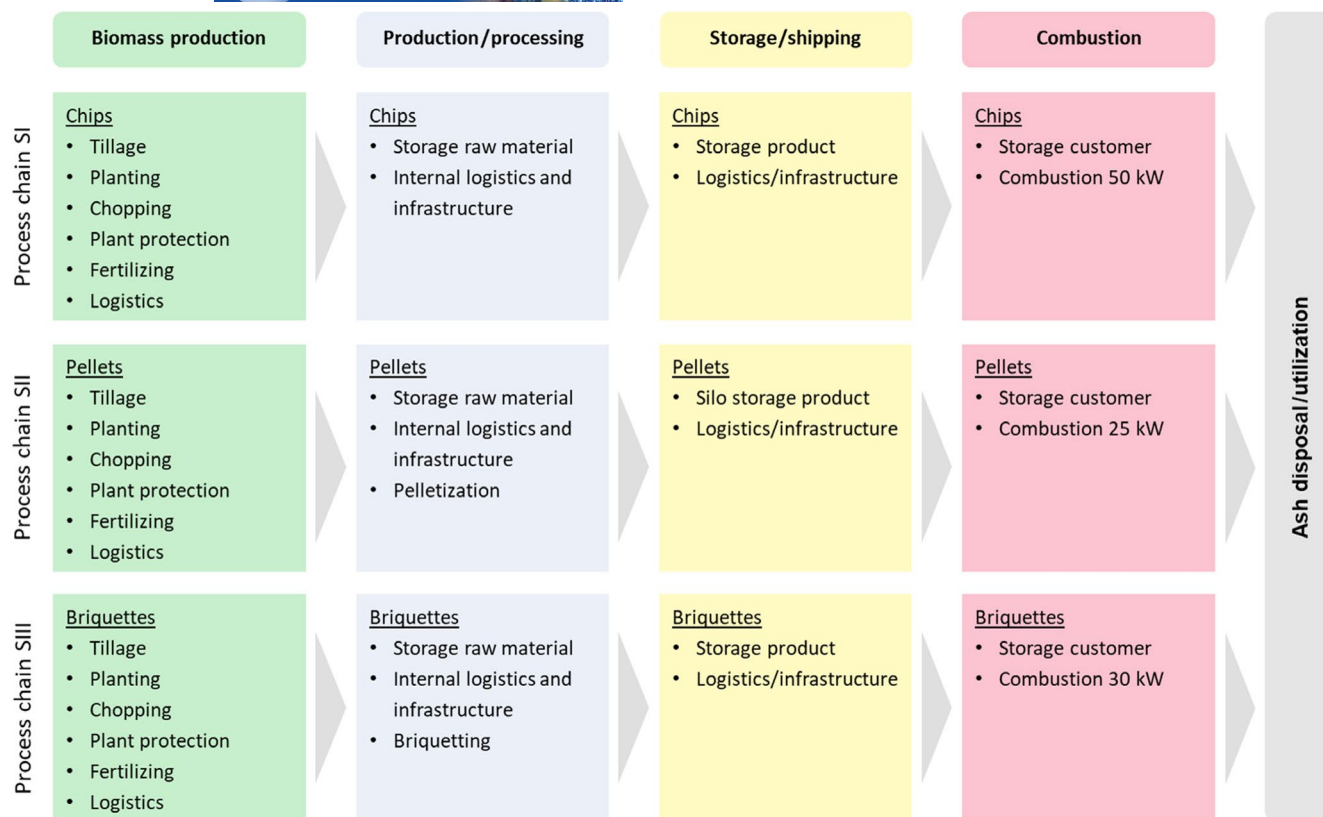 Biomass production
Production/processing
Storage/shipping
Combustion
Process chain SI
Chips
• Tillage
• Planting
• Chopping
• Plant protection
• Fertilizing
• Logistics
Chips
• Storage raw material
• Internal logistics and
infrastructure
Chips
• Storage product
• Logistics/infrastructure
Chips
• Storage customer
• Combustion 50 kW
Process chain SII
Pellets
• Tillage
• Planting
• Chopping
• Plant protection
• Fertilizing
• Logistics
Pellets
• Storage raw material
• Internal logistics and
infrastructure
• Pelletization
Pellets
• Silo storage product
• Logistics/infrastructure
Pellets
• Storage customer
• Combustion 25 kW
Process chain SIII
Briquettes
• Tillage
• Planting
• Chopping
• Plant protection
• Fertilizing
• Logistics
Briquettes
• Storage raw material
• Internal logistics and
infrastructure
• Briquetting
Briquettes
• Storage product
• Logistics/infrastructure
Briquettes
• Storage customer
• Combustion 30 kW
Ash disposal/utilization